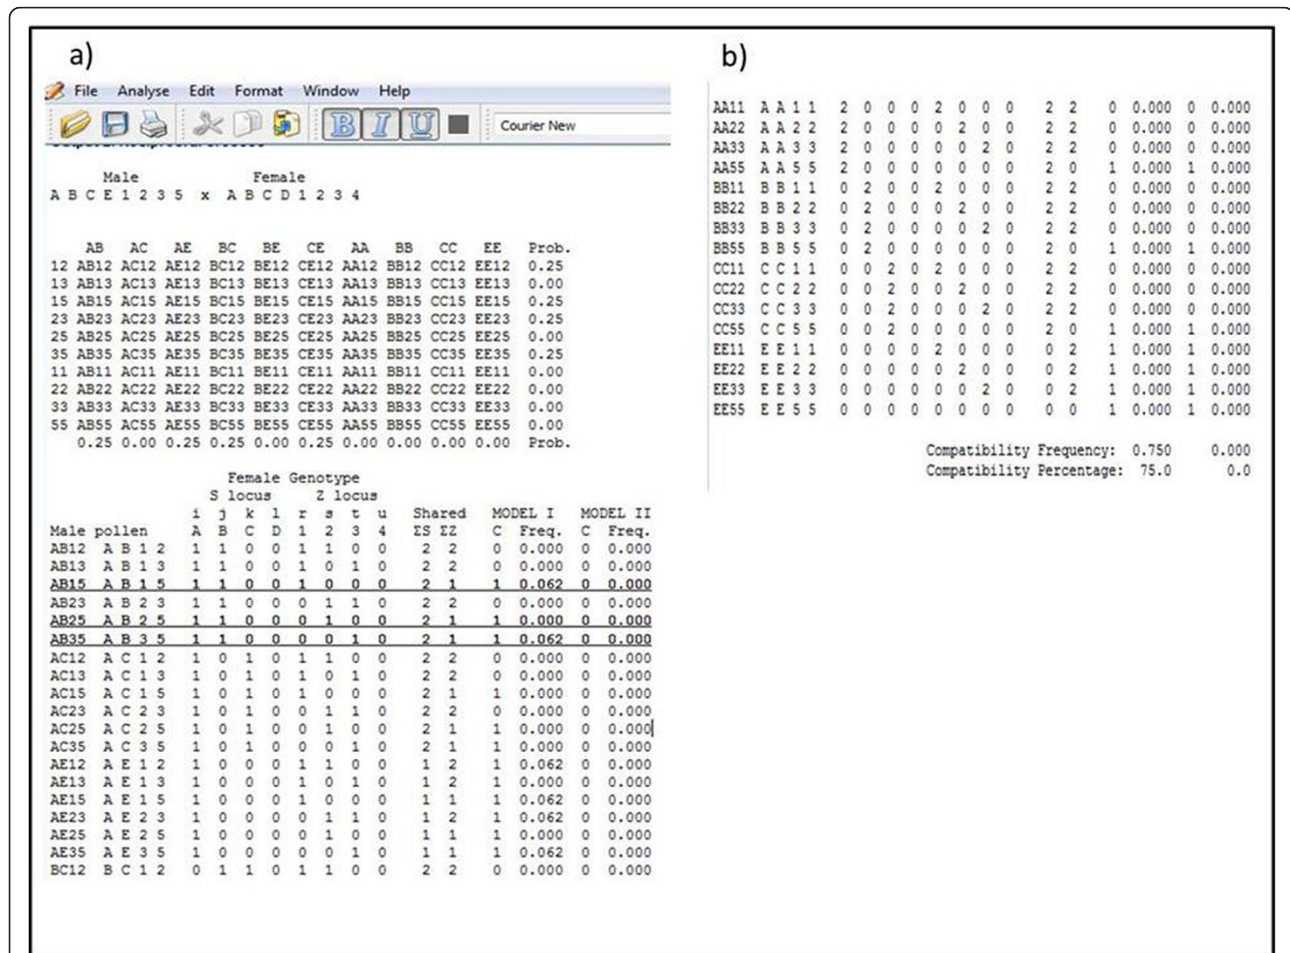 a)
File Analyse Edit Format Window Help
B I U Courier New
Male Female
A B C E 1 2 3 5 x A B C D 1 2 3 4
AB AC AE BC BE CE AA BB CC EE Prob.
12 AB12 AC12 AE12 BC12 BE12 CE12 AA12 BB12 CC12 EE12 0.25
13 AB13 AC13 AE13 BC13 BE13 CE13 AA13 BB13 CC13 EE13 0.00
15 AB15 AC15 AE15 BC15 BE15 CE15 AA15 BB15 CC15 EE15 0.25
23 AB23 AC23 AE23 BC23 BE23 CE23 AA23 BB23 CC23 EE23 0.25
25 AB25 AC25 AE25 BC25 BE25 CE25 AA25 BB25 CC25 EE25 0.00
35 AB35 AC35 AE35 BC35 BE35 CE35 AA35 BB35 CC35 EE35 0.25
11 AB11 AC11 AE11 BC11 BE11 CE11 AA11 BB11 CC11 EE11 0.00
22 AB22 AC22 AE22 BC22 BE22 CE22 AA22 BB22 CC22 EE22 0.00
33 AB33 AC33 AE33 BC33 BE33 CE33 AA33 BB33 CC33 EE33 0.00
55 AB55 AC55 AE55 BC55 BE55 CE55 AA55 BB55 CC55 EE55 0.00
0.25 0.00 0.25 0.25 0.00 0.25 0.00 0.00 0.00 0.00 Prob.
Female Genotype
S locus Z locus
i j k l r s t u Shared MODEL I MODEL II
Male pollen A B C D 1 2 3 4 ΣS ΣZ C Freq. C Freq.
AB12 A B 1 2 1 1 0 0 1 1 0 0 2 2 0 0.000 0 0.000
AB13 A B 1 3 1 1 0 0 1 0 1 0 2 2 0 0.000 0 0.000
AB15 A B 1 5 1 1 0 0 1 0 0 0 2 1 1 0.062 0 0.000
AB23 A B 2 3 1 1 0 0 0 1 1 0 2 2 0 0.000 0 0.000
AB25 A B 2 5 1 1 0 0 0 1 0 0 2 1 1 0.000 0 0.000
AB35 A B 3 5 1 1 0 0 0 0 1 0 2 1 1 0.062 0 0.000
AC12 A C 1 2 1 0 1 0 1 1 0 0 2 2 0 0.000 0 0.000
AC13 A C 1 3 1 0 1 0 1 0 1 0 2 2 0 0.000 0 0.000
AC15 A C 1 5 1 0 1 0 1 0 0 0 2 1 1 0.000 0 0.000
AC23 A C 2 3 1 0 1 0 0 1 1 0 2 2 0 0.000 0 0.000
AC25 A C 2 5 1 0 1 0 0 1 0 0 2 1 1 0.000 0 0.000
AC35 A C 3 5 1 0 1 0 0 0 1 0 2 1 1 0.000 0 0.000
AE12 A E 1 2 1 0 0 0 1 1 0 0 1 2 1 0.062 0 0.000
AE13 A E 1 3 1 0 0 0 1 0 1 0 1 2 1 0.000 0 0.000
AE15 A E 1 5 1 0 0 0 1 0 0 0 1 1 1 0.062 0 0.000
AE23 A E 2 3 1 0 0 0 0 1 1 0 1 2 1 0.062 0 0.000
AE25 A E 2 5 1 0 0 0 0 1 0 0 1 1 1 0.000 0 0.000
AE35 A E 3 5 1 0 0 0 0 0 1 0 1 1 1 0.062 0 0.000
BC12 B C 1 2 0 1 1 0 1 1 0 0 2 2 0 0.000 0 0.000
b)
AA11 A A 1 1 2 0 0 0 2 0 0 0 2 2 0 0.000 0 0.000
AA22 A A 2 2 2 0 0 0 0 2 0 0 2 2 0 0.000 0 0.000
AA33 A A 3 3 2 0 0 0 0 0 2 0 2 2 0 0.000 0 0.000
AA55 A A 5 5 2 0 0 0 0 0 0 0 2 0 1 0.000 1 0.000
BB11 B B 1 1 0 2 0 0 2 0 0 0 2 2 0 0.000 0 0.000
BB22 B B 2 2 0 2 0 0 0 2 0 0 2 2 0 0.000 0 0.000
BB33 B B 3 3 0 2 0 0 0 0 2 0 2 2 0 0.000 0 0.000
BB55 B B 5 5 0 2 0 0 0 0 0 0 2 0 1 0.000 1 0.000
CC11 C C 1 1 0 0 2 0 2 0 0 0 2 2 0 0.000 0 0.000
CC22 C C 2 2 0 0 2 0 0 2 0 0 2 2 0 0.000 0 0.000
CC33 C C 3 3 0 0 2 0 0 0 2 0 2 2 0 0.000 0 0.000
CC55 C C 5 5 0 0 2 0 0 0 0 0 2 0 1 0.000 1 0.000
EE11 E E 1 1 0 0 0 0 2 0 0 0 0 2 1 0.000 1 0.000
EE22 E E 2 2 0 0 0 0 0 2 0 0 0 2 1 0.000 1 0.000
EE33 E E 3 3 0 0 0 0 0 0 2 0 0 2 1 0.000 1 0.000
EE55 E E 5 5 0 0 0 0 0 0 0 0 0 0 1 0.000 1 0.000
Compatibility Frequency: 0.750 0.000
Compatibility Percentage: 75.0 0.0